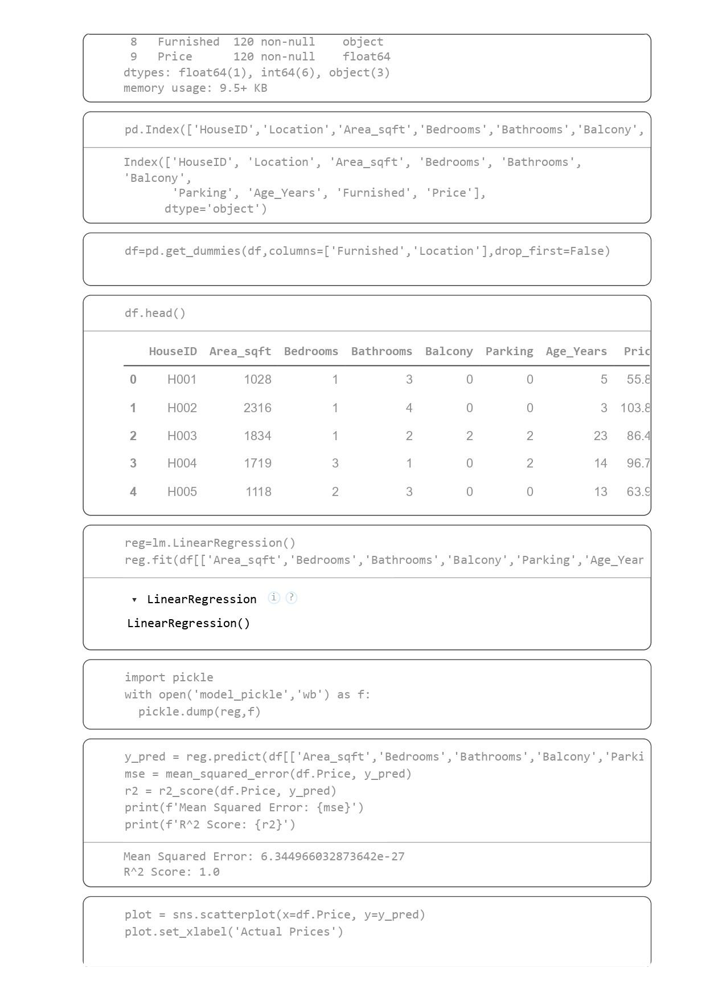 8 Furnished 120 non-null object
9 Price 120 non-null float64
dtypes: float64(1), int64(6), object(3)
memory usage: 9.5+ KB
pd.Index(['HouseID','Location','Area_sqft','Bedrooms','Bathrooms','Balcony',
Index(['HouseID', 'Location', 'Area_sqft', 'Bedrooms', 'Bathrooms',
'Balcony',
'Parking', 'Age_Years', 'Furnished', 'Price'],
dtype='object')
df=pd.get_dummies(df,columns=['Furnished','Location'],drop_first=False)
df.head()
HouseID Area_sqft Bedrooms Bathrooms Balcony Parking Age_Years Pric
0 H001 1028 1 3 0 0 5 55.8
1 H002 2316 1 4 0 0 3 103.8
2 H003 1834 1 2 2 2 23 86.4
3 H004 1719 3 1 0 2 14 96.7
4 H005 1118 2 3 0 0 13 63.9
reg=lm.LinearRegression()
reg.fit(df[['Area_sqft','Bedrooms','Bathrooms','Balcony','Parking','Age_Year
▾ LinearRegression i ?
LinearRegression()
import pickle
with open('model_pickle','wb') as f:
pickle.dump(reg,f)
y_pred = reg.predict(df[['Area_sqft','Bedrooms','Bathrooms','Balcony','Parki
mse = mean_squared_error(df.Price, y_pred)
r2 = r2_score(df.Price, y_pred)
print(f'Mean Squared Error: {mse}')
print(f'R^2 Score: {r2}')
Mean Squared Error: 6.344966032873642e-27
R^2 Score: 1.0
plot = sns.scatterplot(x=df.Price, y=y_pred)
plot.set_xlabel('Actual Prices')